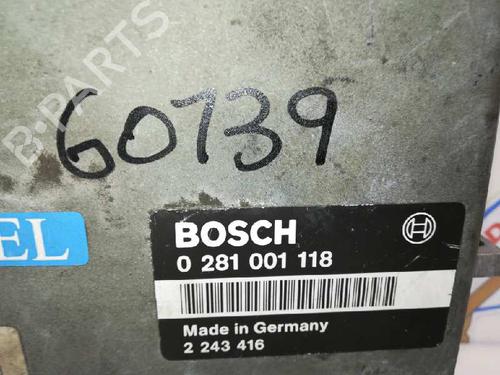 B-PARTS
60739
EL
BOSCH
0 281 001 118
Made in Germany
2 243 416